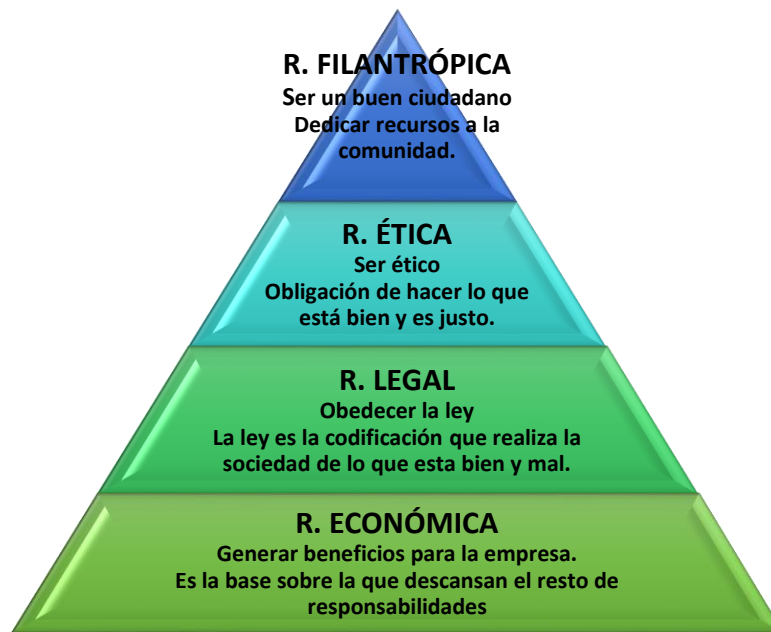 R. FILANTRÓPICA
Ser un buen ciudadano
Dedicar recursos a la
comunidad.
R. ÉTICA
Ser ético
Obligación de hacer lo que
está bien y es justo.
R. LEGAL
Obedecer la ley
La ley es la codificación que realiza la
sociedad de lo que esta bien y mal.
R. ECONÓMICA
Generar beneficios para la empresa.
Es la base sobre la que descansan el resto de
responsabilidades